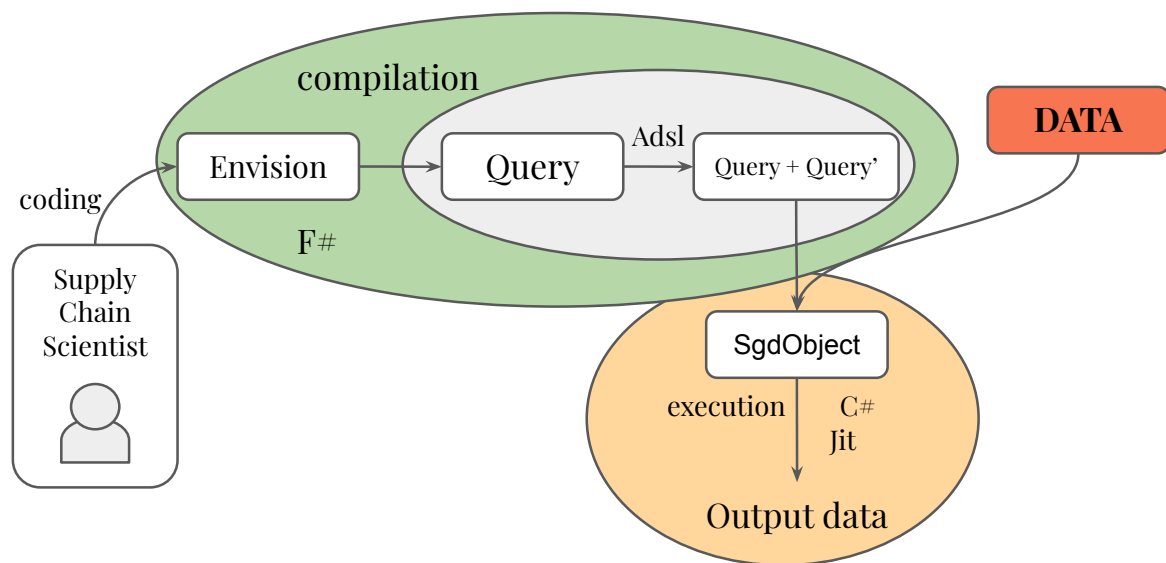 compilation
DATA
Adsl
Envision
Query
Query + Query’
coding
F#
Supply
Chain
Scientist
SgdObject
execution
C#
Jit
Output data